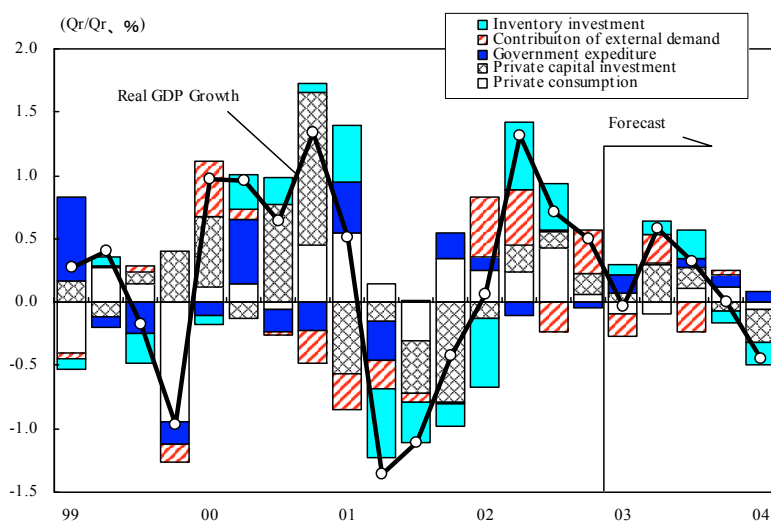 (Qr/Qr、%)
Inventory investment
Contribuiton of external demand
Government expediture
Private capital investment
Private consumption
Real GDP Growth
Forecast
2.0
1.5
1.0
0.5
0.0
-0.5
-1.0
-1.5
99 00 01 02 03 04